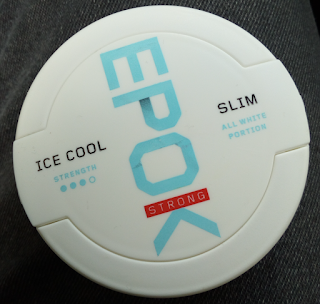 EPOK
STRONG
ICE COOL
STRENGTH
SLIM
ALL WHITE
PORTION